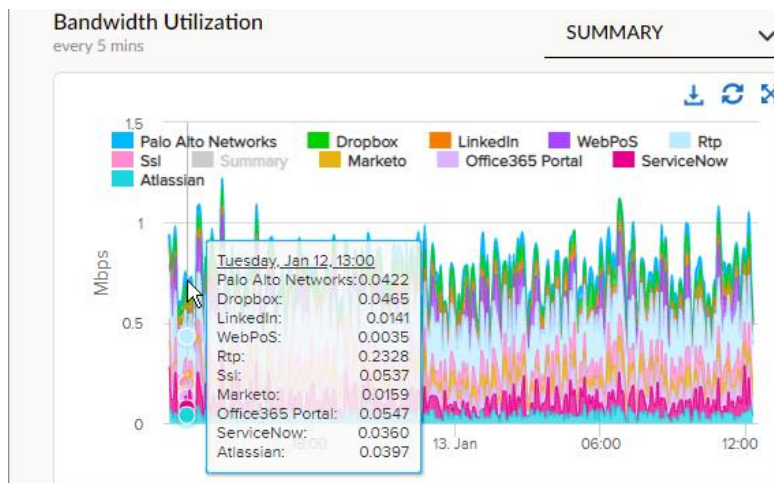 Bandwidth Utilization
every 5 mins
SUMMARY
1.5
Palo Alto Networks Dropbox LinkedIn WebPoS Rtp
Ssl Summary Marketo Office365 Portal ServiceNow
Atlassian
1
Mbps
Tuesday, Jan 12, 13:00
Palo Alto Networks: 0.0422
Dropbox: 0.0465
LinkedIn: 0.0141
WebPoS: 0.0035
Rtp: 0.2328
Ssl: 0.0537
Marketo: 0.0159
Office365 Portal: 0.0547
ServiceNow: 0.0360
Atlassian: 0.0397
0.5
0
18:00 13. Jan 06:00 12:00